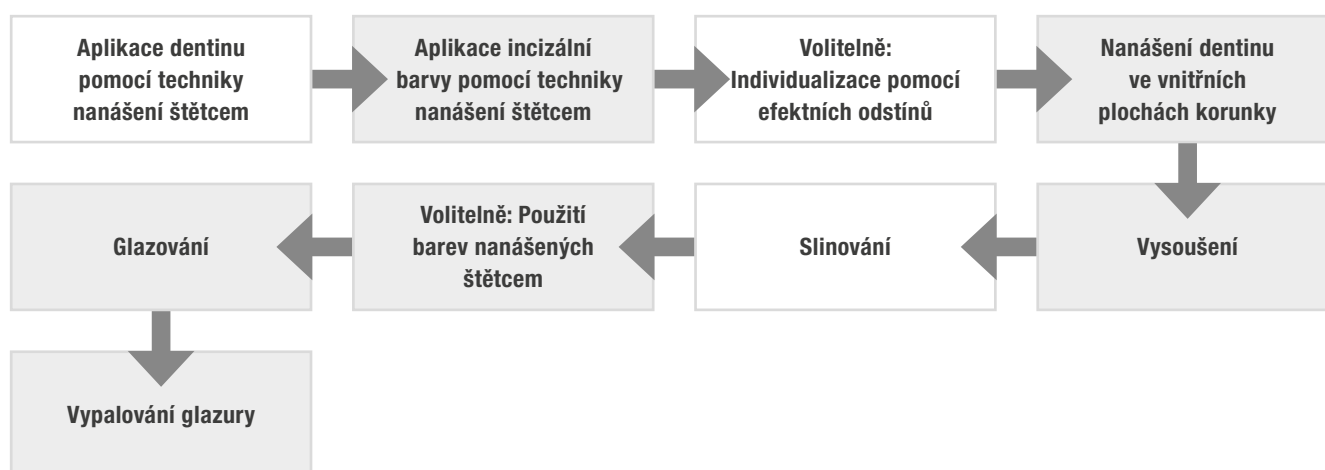 Aplikace dentinu
pomocí techniky
nanášení štětcem
Aplikace incizální
barvy pomocí techniky
nanášení štětcem
Volitelně:
Individualizace pomocí
efektních odstínů
Nanášení dentinu
ve vnitřních
plochách korunky
Vysoušení
Slinování
Volitelně: Použití
barev nanášených
štětcem
Glazování
Vypalování glazury